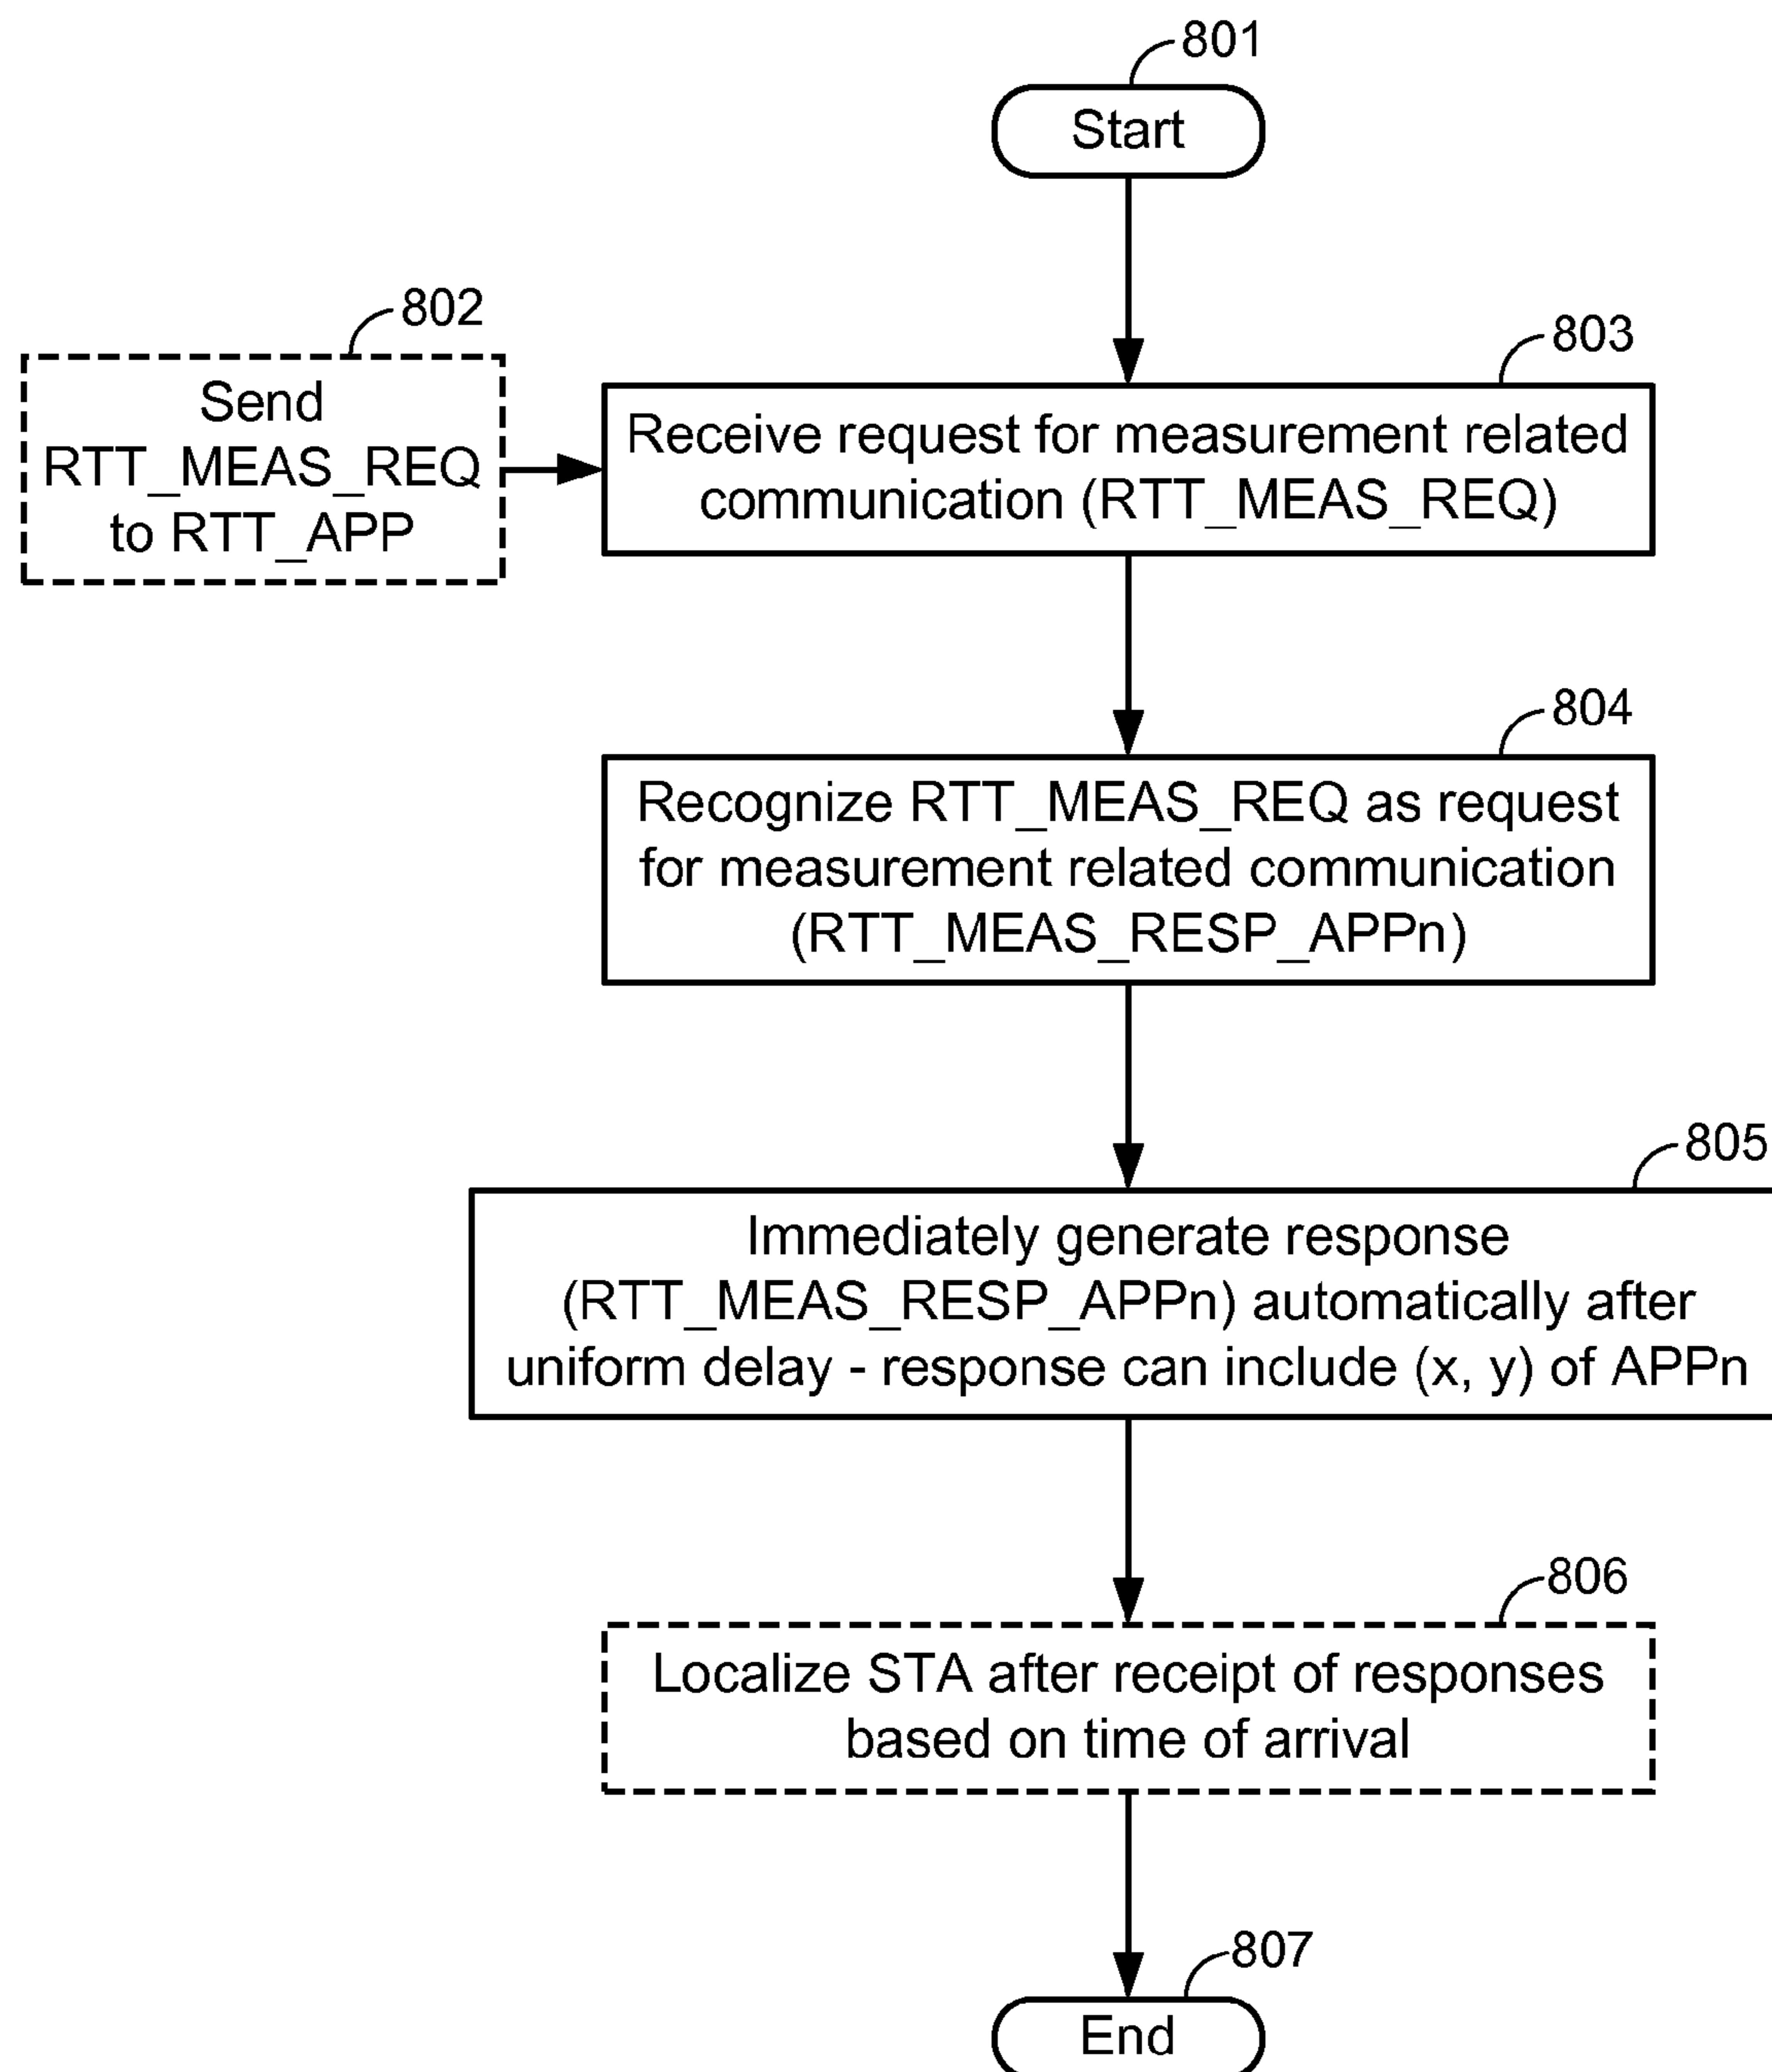 801
Start
802
Send
RTT_MEAS_REQ
to RTT_APP
803
Receive request for measurement related
communication (RTT_MEAS_REQ)
804
Recognize RTT_MEAS_REQ as request
for measurement related communication
(RTT_MEAS_RESP_APPn)
805
Immediately generate response
(RTT_MEAS_RESP_APPn) automatically after
uniform delay - response can include (x, y) of APPn
806
Localize STA after receipt of responses
based on time of arrival
807
End